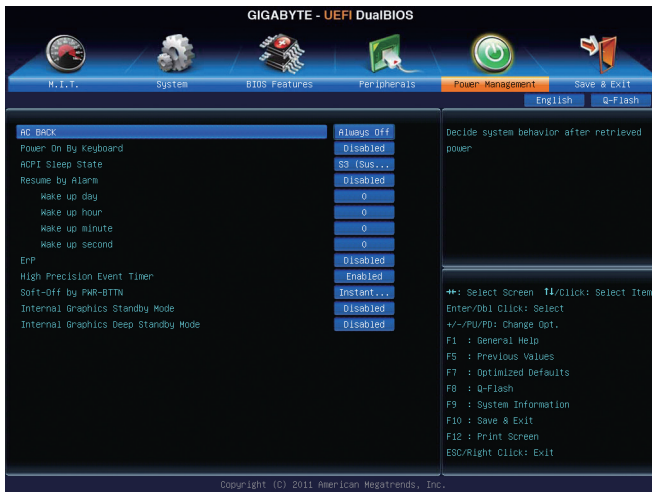 GIGABYTE - UEFI DualBIOS
M.I.T. System BIOS Features Peripherals Power Management Save & Exit
English Q-Flash
AC BACK Always Off
Power On By Keyboard Disabled
ACPI Sleep State S3 (Sus...
Resume by Alarm Disabled
Wake up day 0
Wake up hour 0
Wake up minute 0
Wake up second 0
ErP Disabled
High Precision Event Timer Enabled
Soft-Off by PWR-BTTN Instant...
Internal Graphics Standby Mode Disabled
Internal Graphics Deep Standby Mode Disabled
Decide system behavior after retrieved
power
→←: Select Screen ↑↓/Click: Select Item
Enter/Dbl Click: Select
+/-/PU/PD: Change Opt.
F1 : General Help
F5 : Previous Values
F7 : Optimized Defaults
F8 : Q-Flash
F9 : System Information
F10 : Save & Exit
F12 : Print Screen
ESC/Right Click: Exit
Copyright (C) 2011 American Megatrends, Inc.